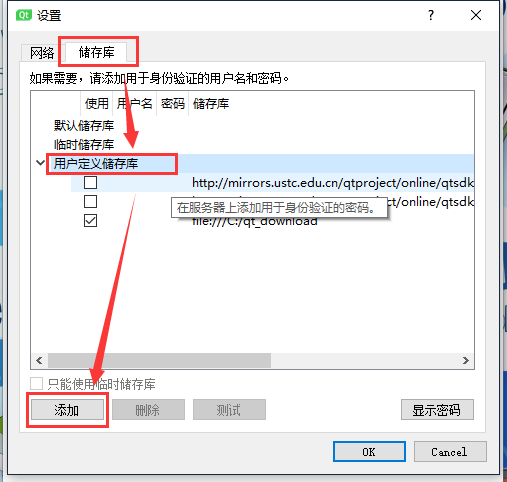 Qt 设置 ? ×
网络 储存库
如果需要，请添加用于身份验证的用户名和密码。
使用 用户名 密码 储存库
默认储存库
临时储存库
用户定义储存库
http://mirrors.ustc.edu.cn/qtproject/online/qtsdk
在服务器上添加用于身份验证的密码。
file:///C:/qt_download
只能使用临时储存库
添加 删除 测试 显示密码
OK Cancel